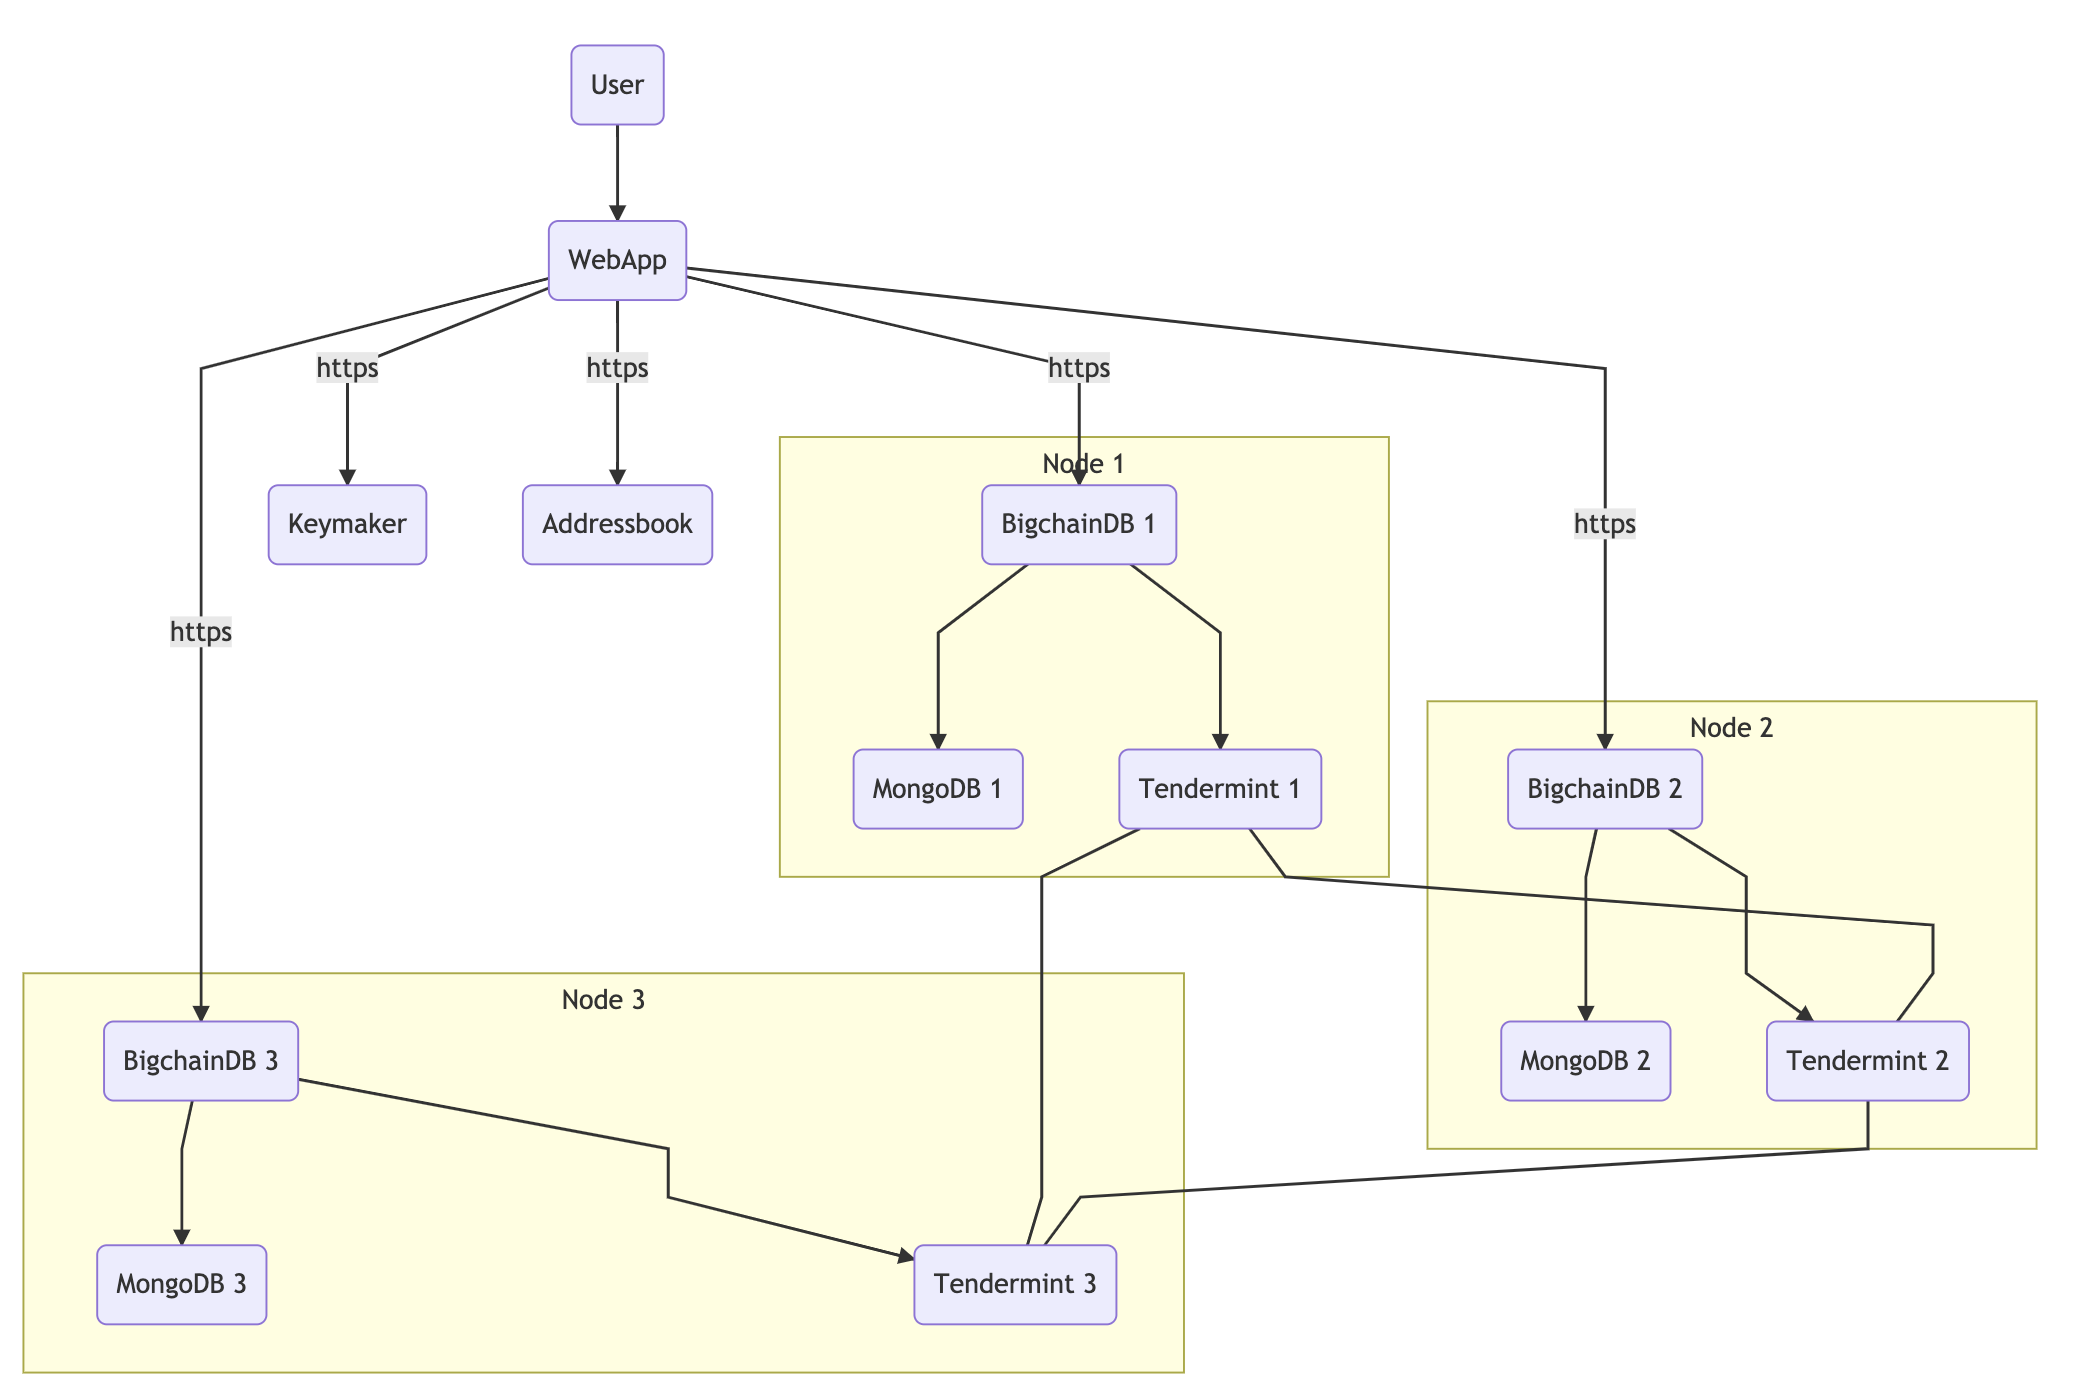 User
WebApp
https
https
https
Node 1
Keymaker
Addressbook
BigchainDB 1
https
https
Node 2
MongoDB 1
Tendermint 1
BigchainDB 2
Node 3
BigchainDB 3
MongoDB 2
Tendermint 2
MongoDB 3
Tendermint 3